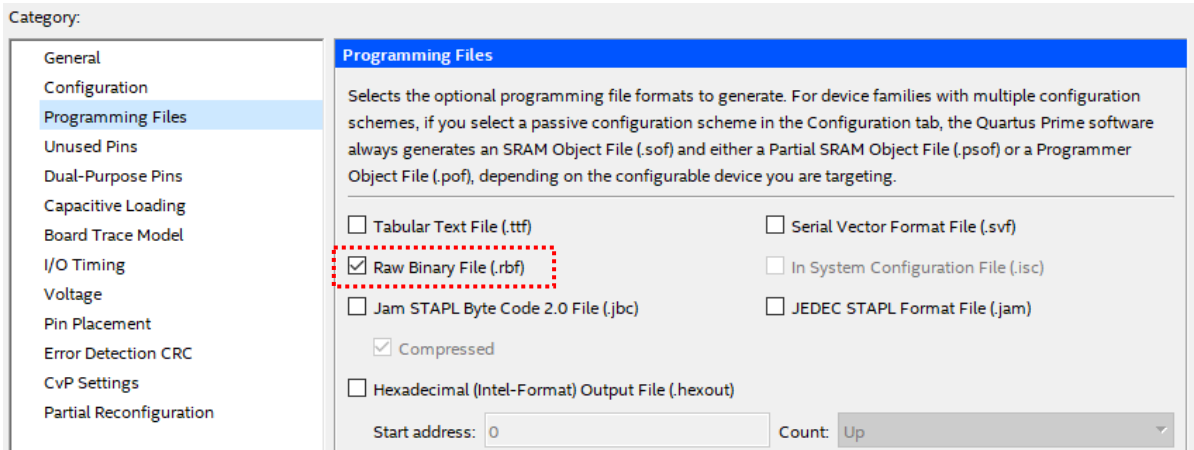 Category:
General
Configuration
Programming Files
Unused Pins
Dual-Purpose Pins
Capacitive Loading
Board Trace Model
I/O Timing
Voltage
Pin Placement
Error Detection CRC
CvP Settings
Partial Reconfiguration
Programming Files
Selects the optional programming file formats to generate. For device families with multiple configuration
schemes, if you select a passive configuration scheme in the Configuration tab, the Quartus Prime software
always generates an SRAM Object File (.sof) and either a Partial SRAM Object File (.psof) or a Programmer
Object File (.pof), depending on the configurable device you are targeting.
Tabular Text File (.ttf)
Serial Vector Format File (.svf)
Raw Binary File (.rbf)
In System Configuration File (.isc)
Jam STAPL Byte Code 2.0 File (.jbc)
JEDEC STAPL Format File (.jam)
Compressed
Hexadecimal (Intel-Format) Output File (.hexout)
Start address: 0
Count: Up